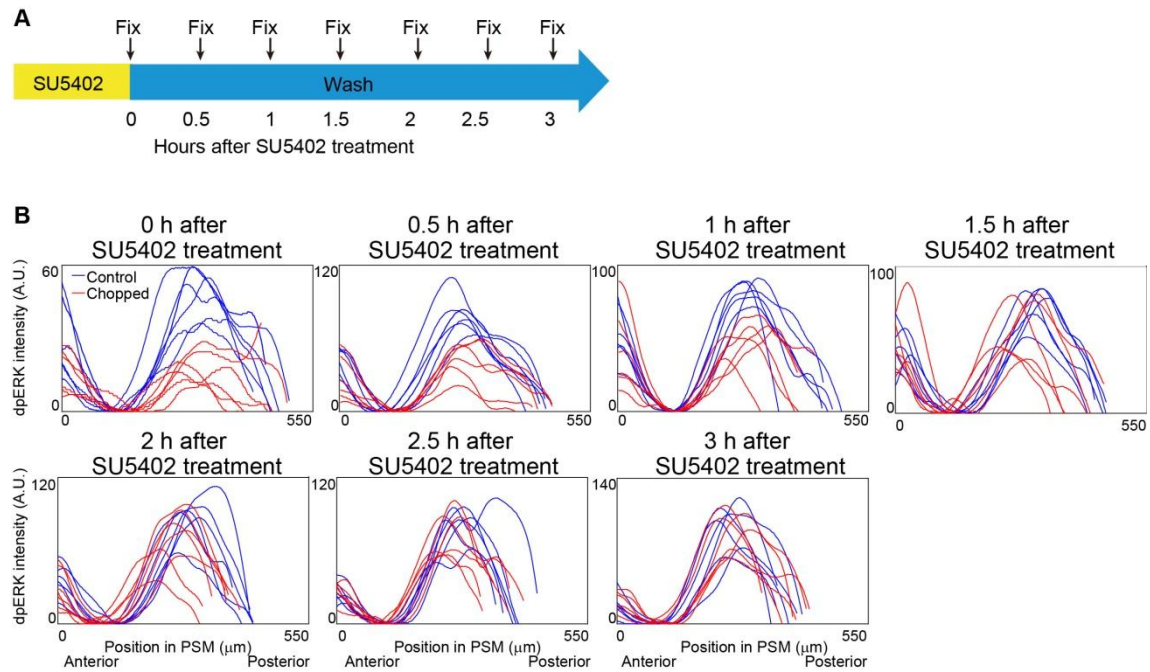 A
Fix Fix Fix Fix Fix Fix Fix
SU5402 Wash
0 0.5 1 1.5 2 2.5 3
Hours after SU5402 treatment
B
0 h after
SU5402 treatment
0.5 h after
SU5402 treatment
1 h after
SU5402 treatment
1.5 h after
SU5402 treatment
dpERK intensity (A.U.)
60
Control
Chopped
0
0 550
120
0
0 550
100
0
0 550
100
0
0 550
2 h after
SU5402 treatment
2.5 h after
SU5402 treatment
3 h after
SU5402 treatment
dpERK intensity (A.U.)
120
0
0 Position in PSM (μm) 550
Anterior Posterior
120
0
0 Position in PSM (μm) 550
Anterior Posterior
140
0
0 Position in PSM (μm) 550
Anterior Posterior